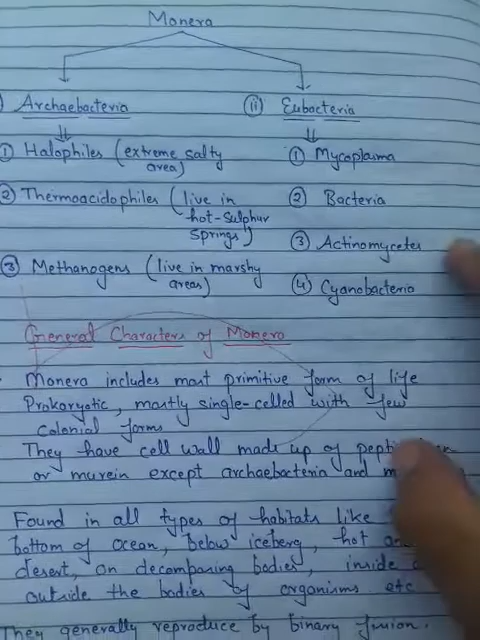 Monera
Archaebacteria
(ii) Eubacteria
① Halophiles (extreme salty
area)
② Thermoacidophiles (live in
hot-sulphur
springs)
③ Methanogens (live in marshy
areas)
① Mycoplasma
② Bacteria
③ Actinomycetes
④ Cyanobacteria
General Characters of Monera
Monera includes most primitive form of life
Prokaryotic, mostly single-celled with few
colonial forms
They have cell wall made up of
or murein except archaebacteria and
Found in all types of habitats like
bottom of ocean, below iceberg, hot
desert, on decomposing bodies, inside
outside the bodies of organisms etc
They generally reproduce by binary fission.